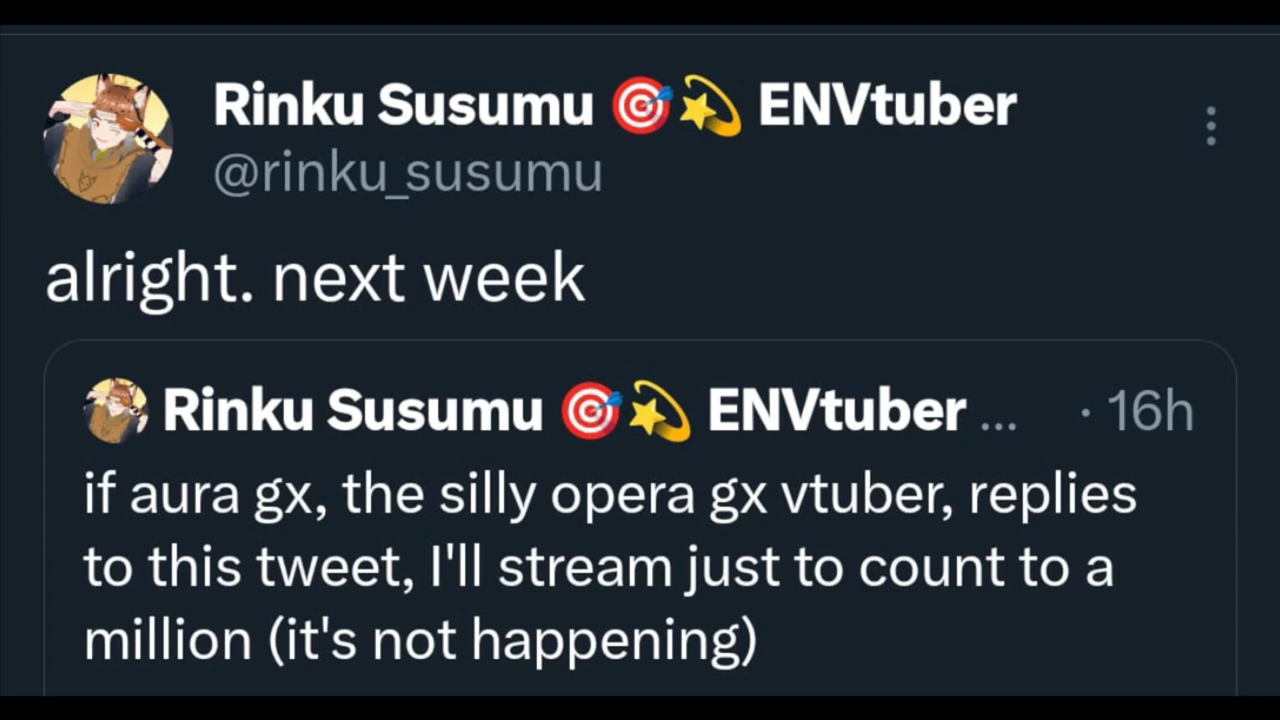 Rinku Susumu 🎯💫 ENVtuber
@rinku_susumu
alright. next week
Rinku Susumu 🎯💫 ENVtuber ... · 16h
if aura gx, the silly opera gx vtuber, replies
to this tweet, I'll stream just to count to a
million (it's not happening)